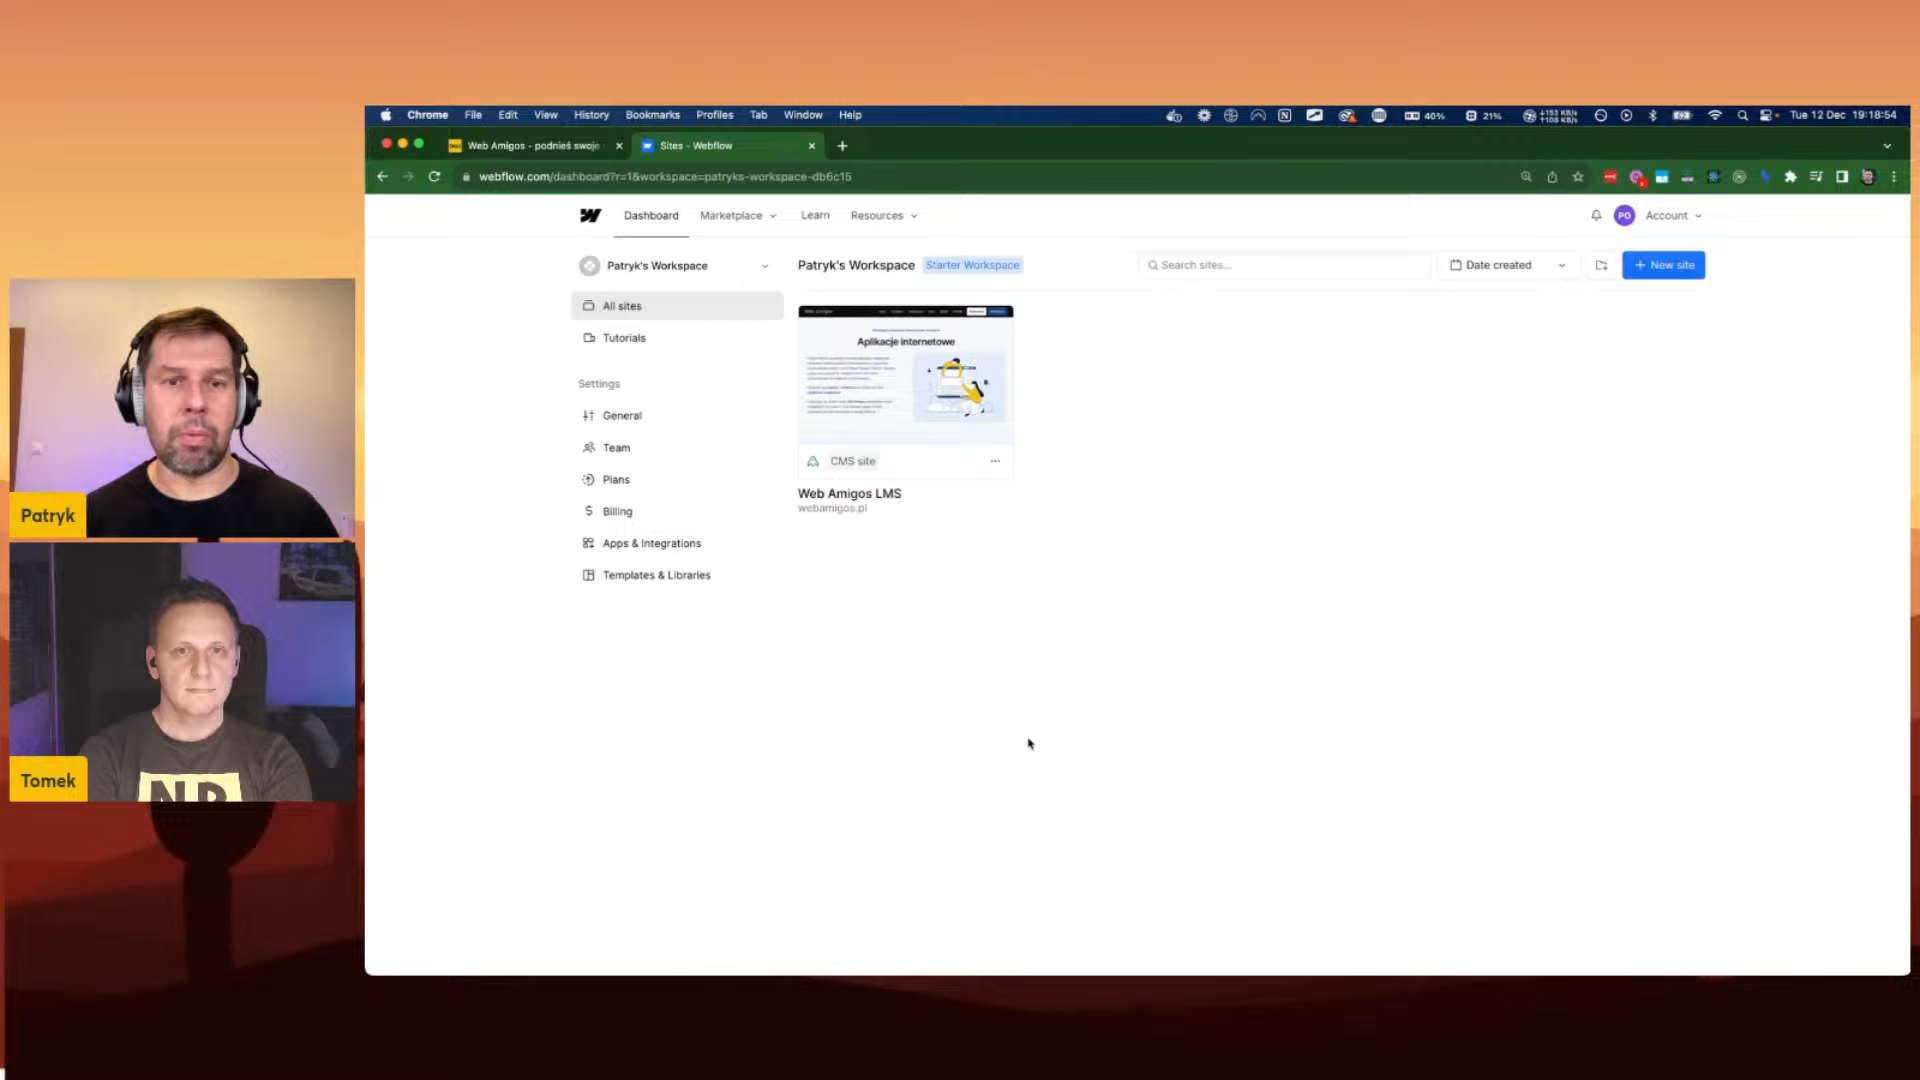 Chrome File Edit View History Bookmarks Profiles Tab Window Help
40% 21% Tue 12 Dec 19:18:54
Web Amigos - podnieś swoje
Sites - Webflow
webflow.com/dashboard?r=1&workspace=patryks-workspace-db6c15
Dashboard Marketplace Learn Resources
PO Account
Patryk's Workspace
Patryk's Workspace Starter Workspace
Search sites...
Date created
+ New site
All sites
Tutorials
Settings
General
Team
Plans
Billing
Apps & Integrations
Templates & Libraries
Aplikacje internetowe
CMS site
Web Amigos LMS
webamigos.pl
Patryk
Tomek